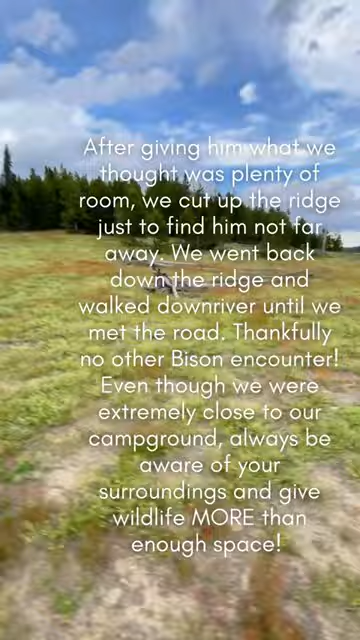 After giving him what we
thought was plenty of
room, we cut up the ridge
just to find him not far
away. We went back
down the ridge and
walked downriver until we
met the road. Thankfully
no other Bison encounter!
Even though we were
extremely close to our
campground, always be
aware of your
surroundings and give
wildlife MORE than
enough space!